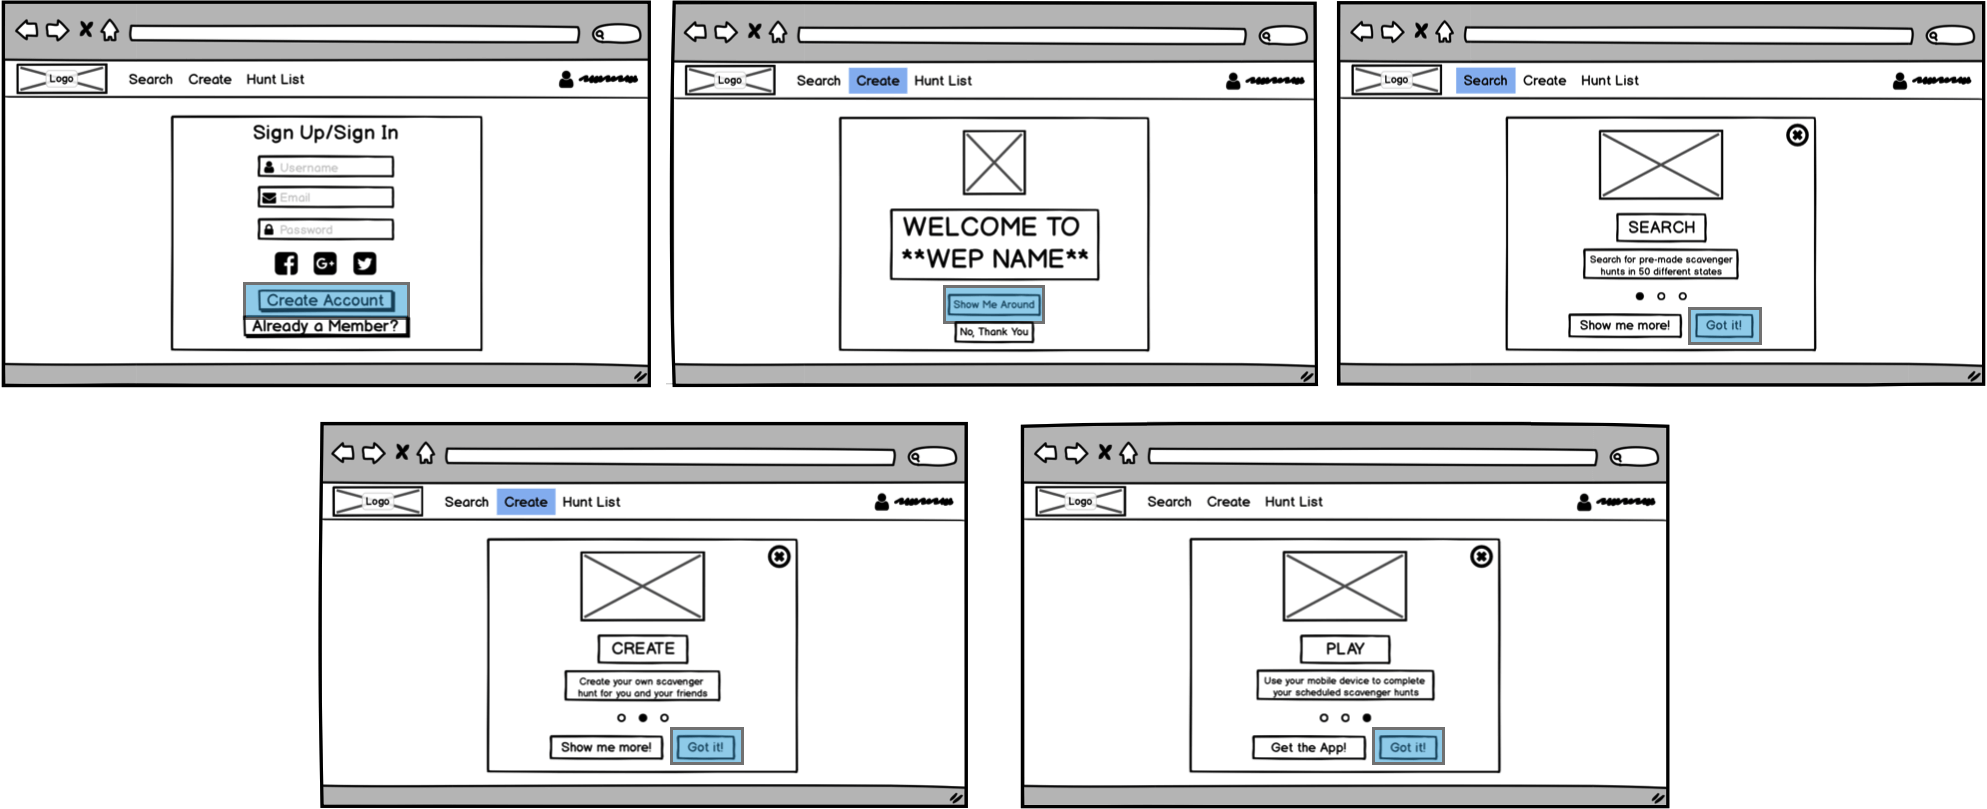 Logo Search Create Hunt List
Sign Up/Sign In
Username
Email
Password
Create Account
Already a Member?
Logo Search Create Hunt List
WELCOME TO
**WEP NAME**
Show Me Around
No, Thank You
Logo Search Create Hunt List
SEARCH
Search for pre-made scavenger
hunts in 50 different states
Show me more! Got it!
Logo Search Create Hunt List
CREATE
Create your own scavenger
hunt for you and your friends
Show me more! Got it!
Logo Search Create Hunt List
PLAY
Use your mobile device to complete
your scheduled scavenger hunts
Get the App! Got it!